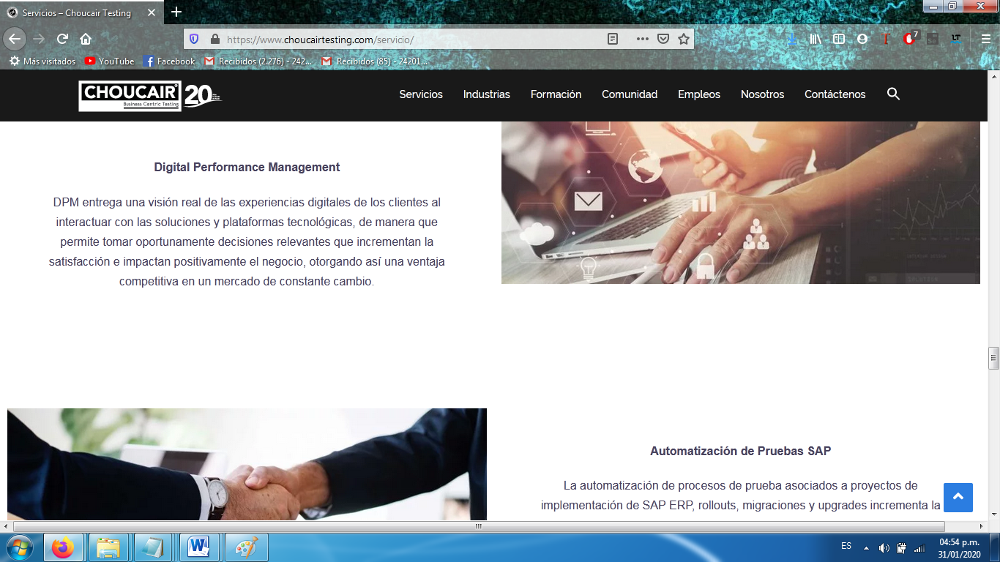 Servicios – Choucair Testing
https://www.choucairtesting.com/servicio/
7
LT
Más visitados
YouTube
Facebook
Recibidos (2.276) - 242...
Recibidos (85) - 24201...
CHOUCAIR®
Business Centric Testing
20
Servicios
Industrias
Formación
Comunidad
Empleos
Nosotros
Contáctenos
Digital Performance Management
DPM entrega una visión real de las experiencias digitales de los clientes al
interactuar con las soluciones y plataformas tecnológicas, de manera que
permite tomar oportunamente decisiones relevantes que incrementan la
satisfacción e impactan positivamente el negocio, otorgando así una ventaja
competitiva en un mercado de constante cambio.
Automatización de Pruebas SAP
La automatización de procesos de prueba asociados a proyectos de
implementación de SAP ERP, rollouts, migraciones y upgrades incrementa la
ES
04:54 p.m.
31/01/2020